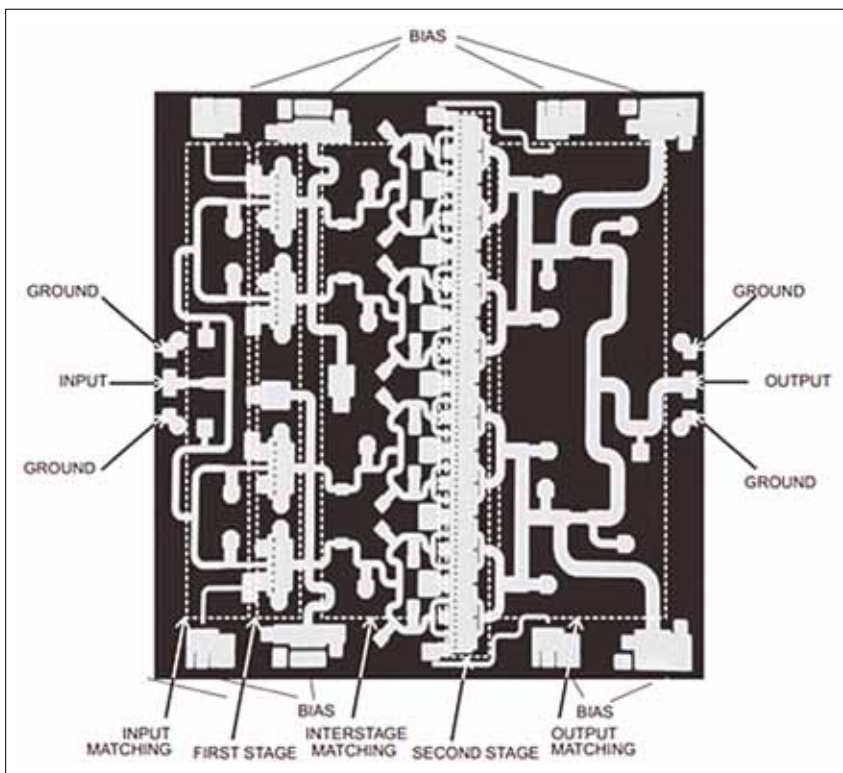 BIAS
GROUND
GROUND
INPUT
OUTPUT
GROUND
GROUND
BIAS
BIAS
INPUT
MATCHING
FIRST STAGE
INTERSTAGE
MATCHING
SECOND STAGE
OUTPUT
MATCHING